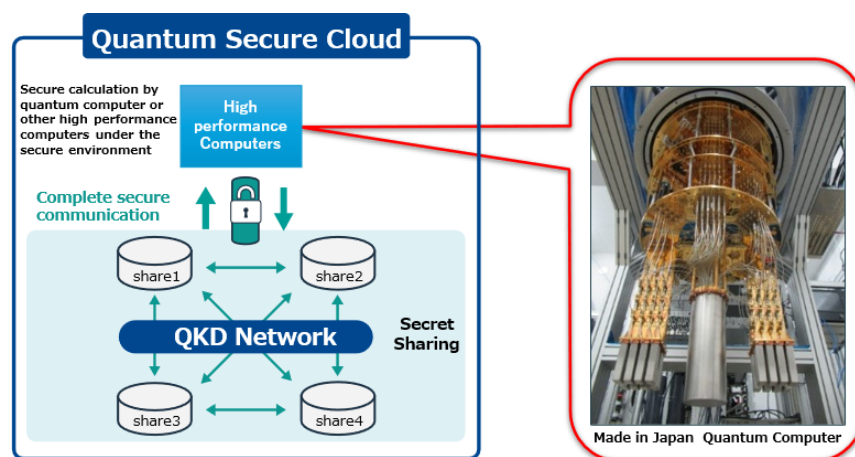 Quantum Secure Cloud
Secure calculation by
quantum computer or
other high performance
computers under the
secure environment
High
performance
Computers
Complete secure
communication
share1
share2
QKD Network
Secret
Sharing
share3
share4
Made in Japan Quantum Computer